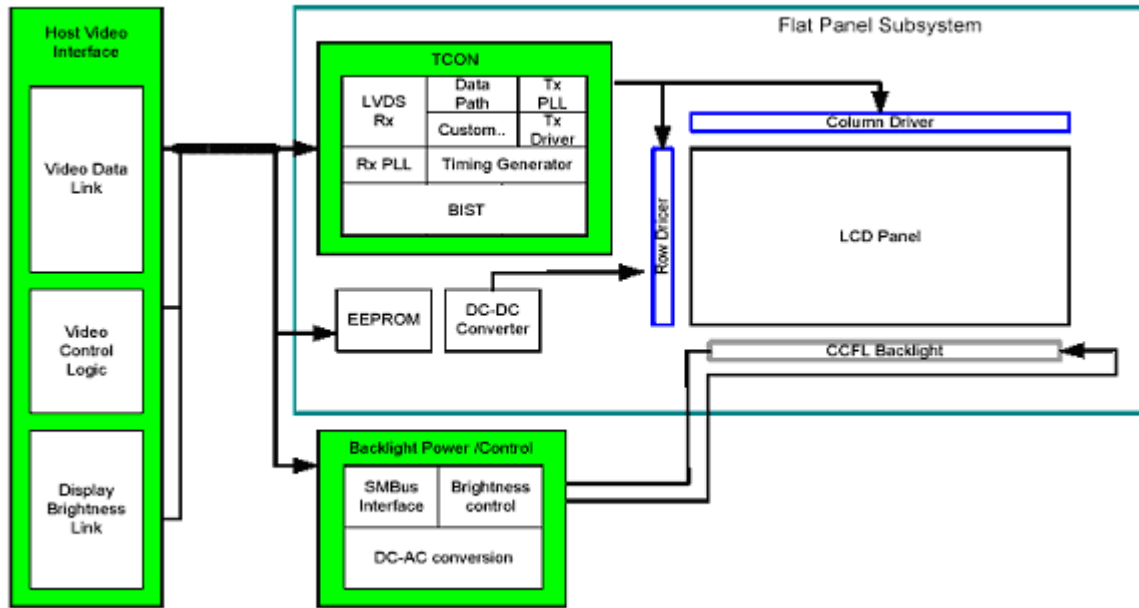 Flat Panel Subsystem
Host Video
Interface
Video Data
Link
Video
Control
Logic
Display
Brightness
Link
TCON
LVDS
Rx
Data
Path
Tx
PLL
Custom..
Tx
Driver
Rx PLL
Timing Generator
BIST
EEPROM
DC-DC
Converter
Row Dricer
Column Driver
LCD Panel
CCFL Backlight
Backlight Power /Control
SMBus
Interface
Brightness
control
DC-AC conversion